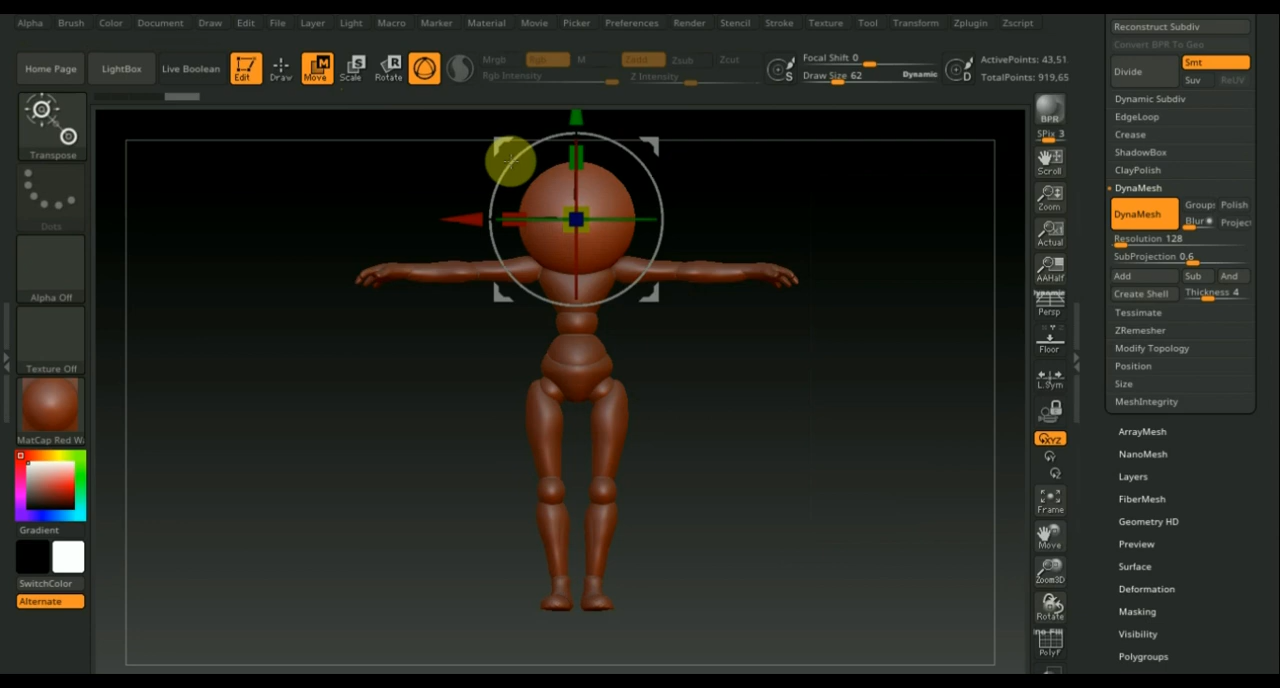 Alpha Brush Color Document Draw Edit File Layer Light Macro Marker Material Movie Picker Preferences Render Stencil Stroke Texture Tool Transform Zplugin Zscript
Home Page LightBox Live Boolean Edit Draw Move Scale Rotate
Mrgb Rgb M Zadd Zsub Zcut
Rgb Intensity Z Intensity
S
Focal Shift 0
Draw Size 62 Dynamic
D
ActivePoints: 43,51
TotalPoints: 919,65
Transpose
Dots
Alpha Off
Texture Off
MatCap Red W
Gradient
SwitchColor
Alternate
BPR
SPix 3
Scroll
Zoom
Actual
AAHalf
Dynamic
Persp
Floor
L.Sym
XYZ
Y
Z
Frame
Move
Zoom3D
Rotate
PolyF
Reconstruct Subdiv
Convert BPR To Geo
Divide Smt
Suv ReUV
Dynamic Subdiv
EdgeLoop
Crease
ShadowBox
ClayPolish
DynaMesh
DynaMesh Group Polish
Blur Projec
Resolution 128
SubProjection 0.6
Add Sub And
Create Shell Thickness 4
Tessimate
ZRemesher
Modify Topology
Position
Size
MeshIntegrity
ArrayMesh
NanoMesh
Layers
FiberMesh
Geometry HD
Preview
Surface
Deformation
Masking
Visibility
Polygroups